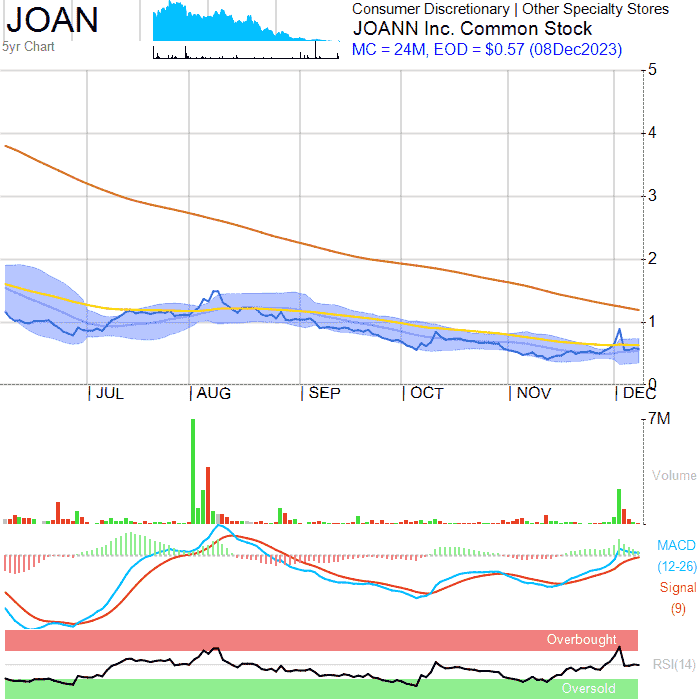 JOAN
5yr Chart
Consumer Discretionary | Other Specialty Stores
JOANN Inc. Common Stock
MC = 24M, EOD = $0.57 (08Dec2023)
5
4
3
2
1
0
JUL AUG SEP OCT NOV DEC
7M
Volume
MACD
(12-26)
Signal
(9)
Overbought
RSI(14)
Oversold